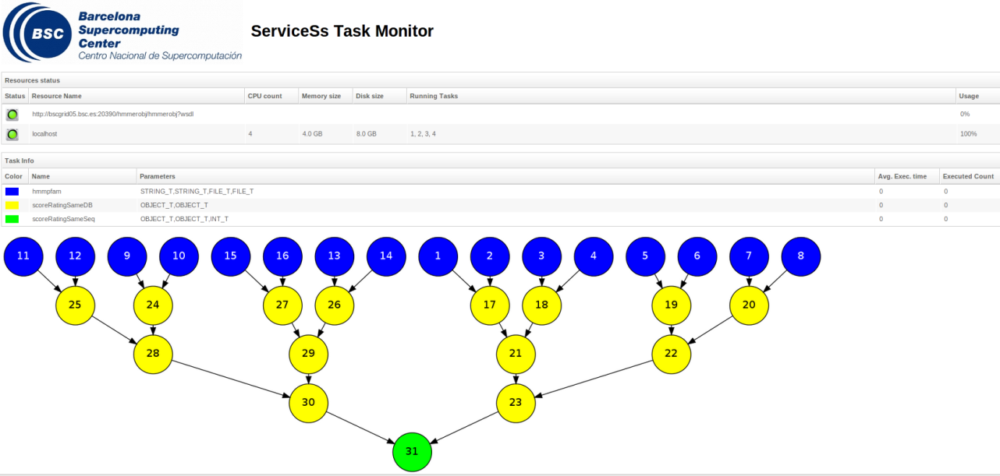 BSC
Barcelona
Supercomputing
Center
Centro Nacional de Supercomputación
ServiceSs Task Monitor
Resources status
Status Resource Name CPU count Memory size Disk size Running Tasks Usage
http://bscgrid05.bsc.es:20390/hmmerobj/hmmerobj?wsdl 0%
localhost 4 4.0 GB 8.0 GB 1, 2, 3, 4 100%
Task Info
Color Name Parameters Avg. Exec. time Executed Count
hmmpfam STRING_T,STRING_T,FILE_T,FILE_T 0 0
scoreRatingSameDB OBJECT_T,OBJECT_T 0 0
scoreRatingSameSeq OBJECT_T,OBJECT_T,INT_T 0 0
11 12 9 10 15 16 13 14 1 2 3 4 5 6 7 8
25 24 27 26 17 18 19 20
28 29 21 22
30 23
31